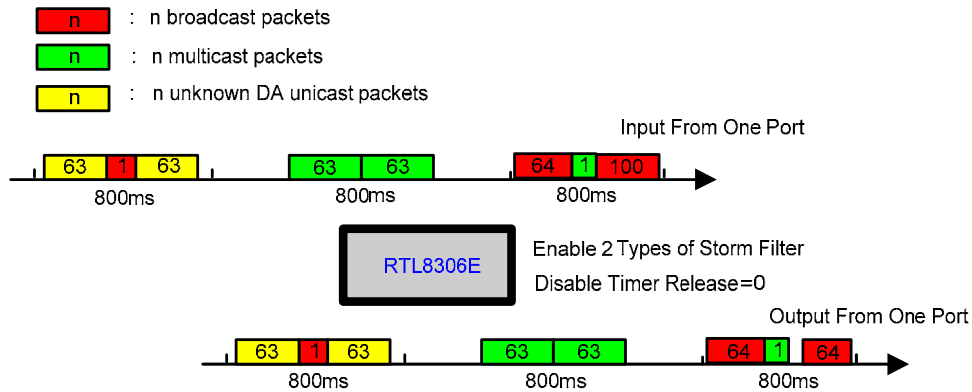 n : n broadcast packets
n : n multicast packets
n : n unknown DA unicast packets
Input From One Port
63 1 63 63 63 64 1 100
800ms 800ms 800ms
RTL8306E
Enable 2 Types of Storm Filter
Disable Timer Release=0
Output From One Port
63 1 63 63 63 64 1 64
800ms 800ms 800ms